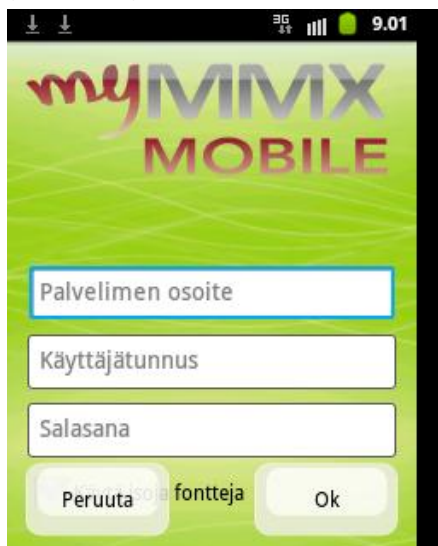 9.01
myMMX
MOBILE
Palvelimen osoite
Käyttäjätunnus
Salasana
fontteja
Peruuta
Ok